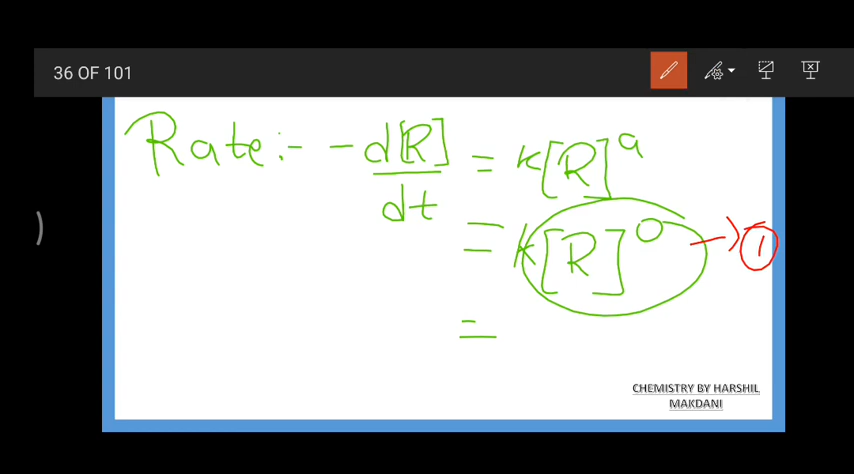 36 OF 101
Rate:- -d[R]/dt = k[R]^a
= k[R]^0 → 1
=
CHEMISTRY BY HARSHIL
MAKDANI